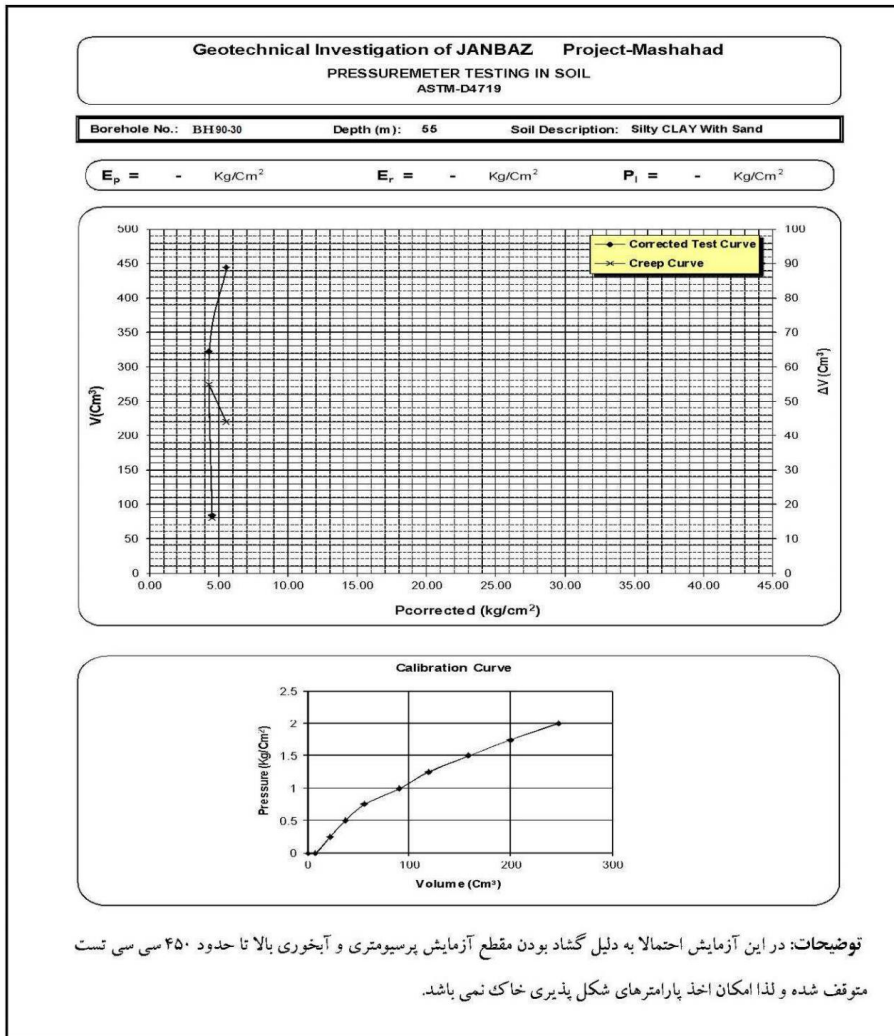 Geotechnical Investigation of JANBAZ Project-Mashahad
PRESSUREMETER TESTING IN SOIL
ASTM-D4719
Borehole No.: BH90-30 Depth (m): 55 Soil Description: Silty CLAY With Sand
E_p = - Kg/Cm² E_r = - Kg/Cm² P_l = - Kg/Cm²
500 100
Corrected Test Curve
450 90
Creep Curve
400 80
350 70
300 60
V(Cm³)
ΔV (Cm³)
250 50
200 40
150 30
100 20
50 10
0 0
0.00 5.00 10.00 15.00 20.00 25.00 30.00 35.00 40.00 45.00
Pcorrected (kg/cm²)
Calibration Curve
2.5
2
1.5
Pressure (Kg/Cm²)
1
0.5
0
0 100 200 300
Volume (Cm³)
توضیحات: در این آزمایش احتمالا به دلیل گشاد بودن مقطع آزمایش پرسیومتری و آبخوری بالا تا حدود ۴۵۰ سی سی تست
متوقف شده و لذا امکان اخذ پارامترهای شکل پذیری خاک نمی باشد.